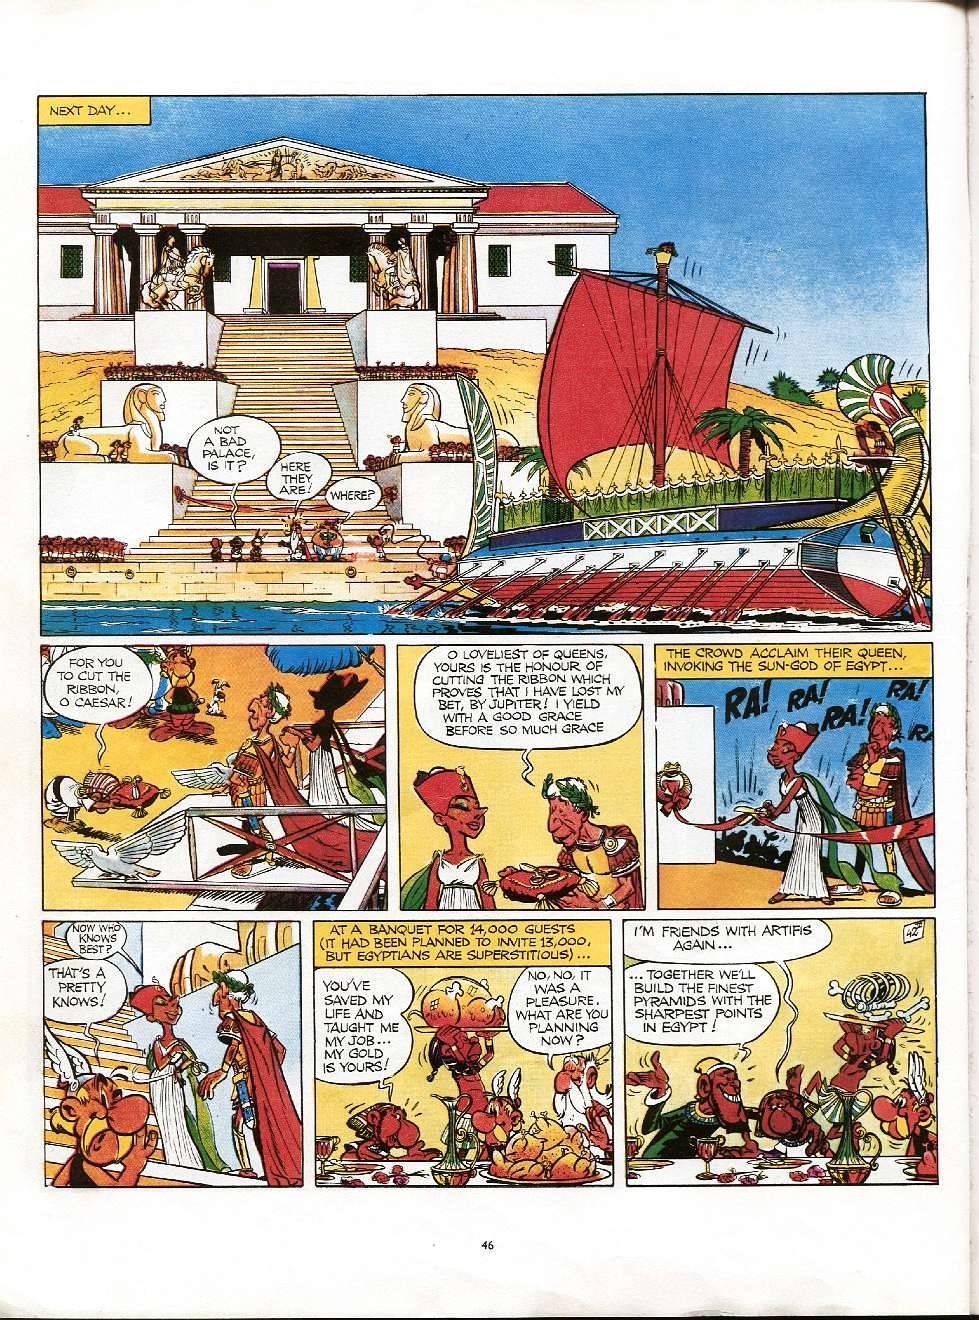 NEXT DAY...
NOT
A BAD
PALACE,
IS IT?
HERE
THEY
ARE!
WHERE?
FOR YOU
TO CUT THE
RIBBON,
O CAESAR!
O LOVELIEST OF QUEENS,
YOURS IS THE HONOUR OF
CUTTING THE RIBBON WHICH
PROVES THAT I HAVE LOST MY
BET, BY JUPITER! I YIELD
WITH A GOOD GRACE
BEFORE SO MUCH GRACE
THE CROWD ACCLAIM THEIR QUEEN,
INVOKING THE SUN-GOD OF EGYPT...
RA!
RA!
RA!
RA!
RA
NOW WHO
KNOWS
BEST?
THAT'S A
PRETTY
KNOWS!
AT A BANQUET FOR 14,000 GUESTS
(IT HAD BEEN PLANNED TO INVITE 13,000,
BUT EGYPTIANS ARE SUPERSTITIOUS)...
YOU'VE
SAVED MY
LIFE AND
TAUGHT ME
MY JOB...
MY GOLD
IS YOURS!
NO, NO, IT
WAS A
PLEASURE.
WHAT ARE YOU
PLANNING
NOW?
I'M FRIENDS WITH ARTIFIS
AGAIN...
...TOGETHER WE'LL
BUILD THE FINEST
PYRAMIDS WITH THE
SHARPEST POINTS
IN EGYPT!
46